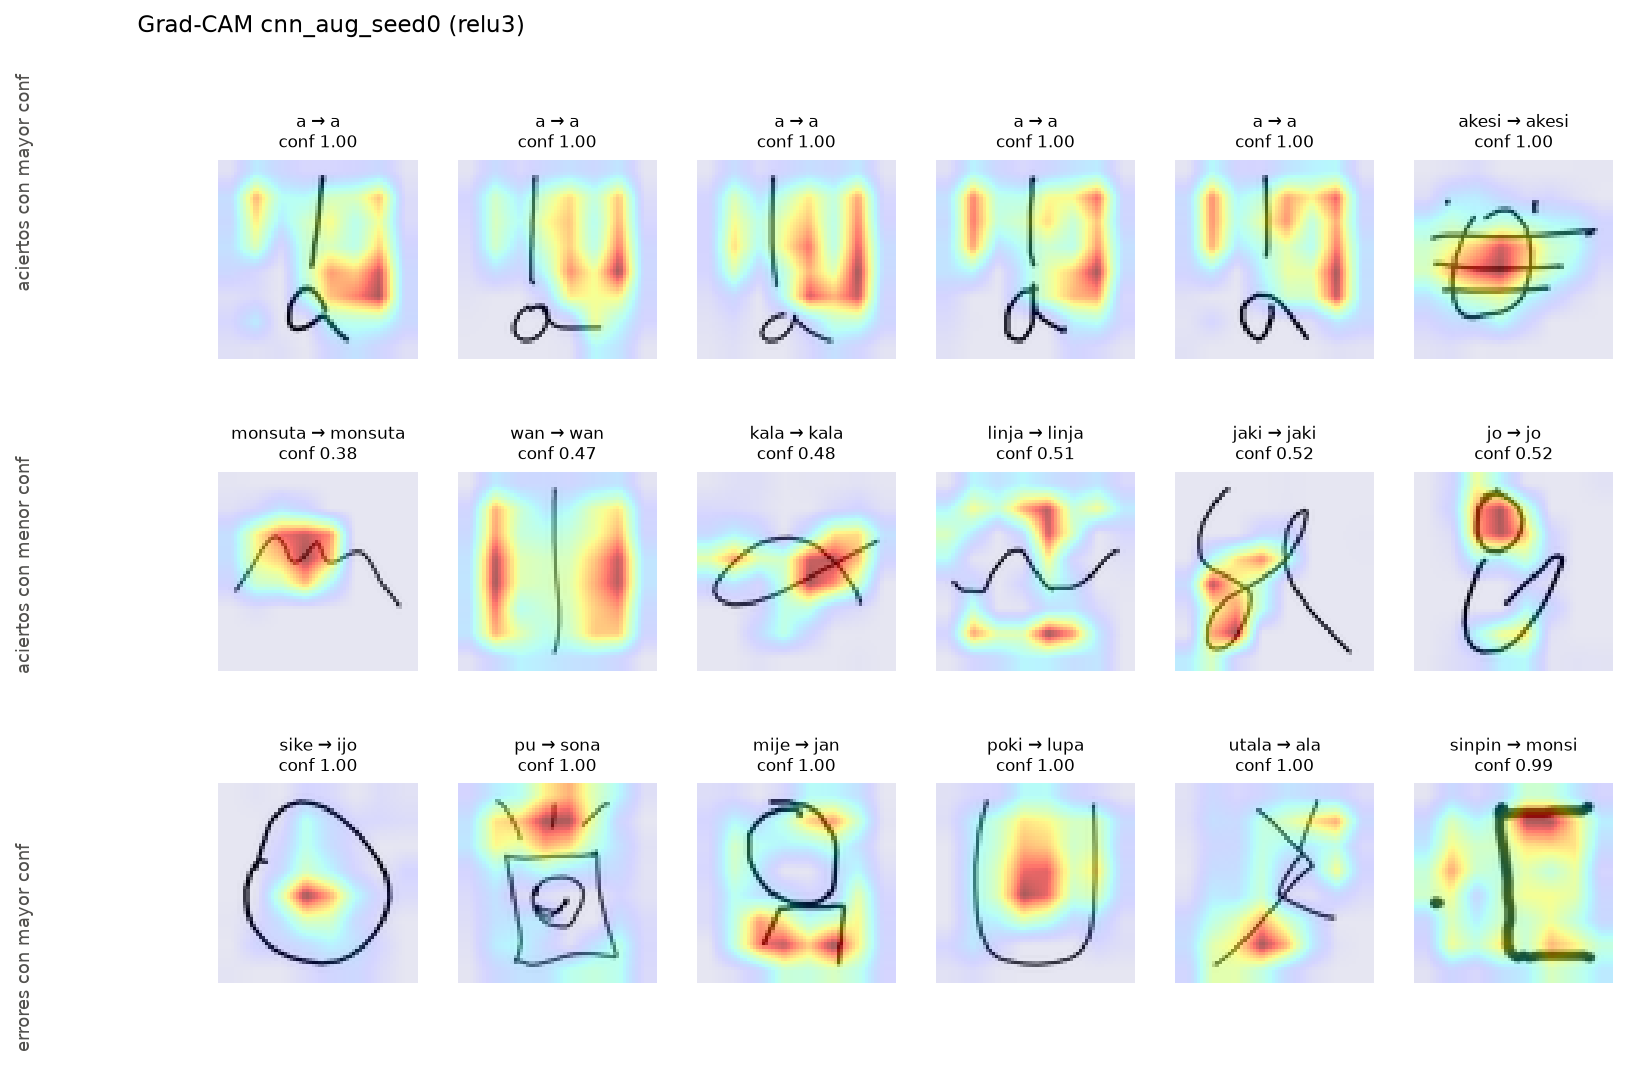 Grad-CAM cnn_aug_seed0 (relu3)
aciertos con mayor conf
a → a
conf 1.00
a → a
conf 1.00
a → a
conf 1.00
a → a
conf 1.00
a → a
conf 1.00
akesi → akesi
conf 1.00
aciertos con menor conf
monsuta → monsuta
conf 0.38
wan → wan
conf 0.47
kala → kala
conf 0.48
linja → linja
conf 0.51
jaki → jaki
conf 0.52
jo → jo
conf 0.52
errores con mayor conf
sike → ijo
conf 1.00
pu → sona
conf 1.00
mije → jan
conf 1.00
poki → lupa
conf 1.00
utala → ala
conf 1.00
sinpin → monsi
conf 0.99